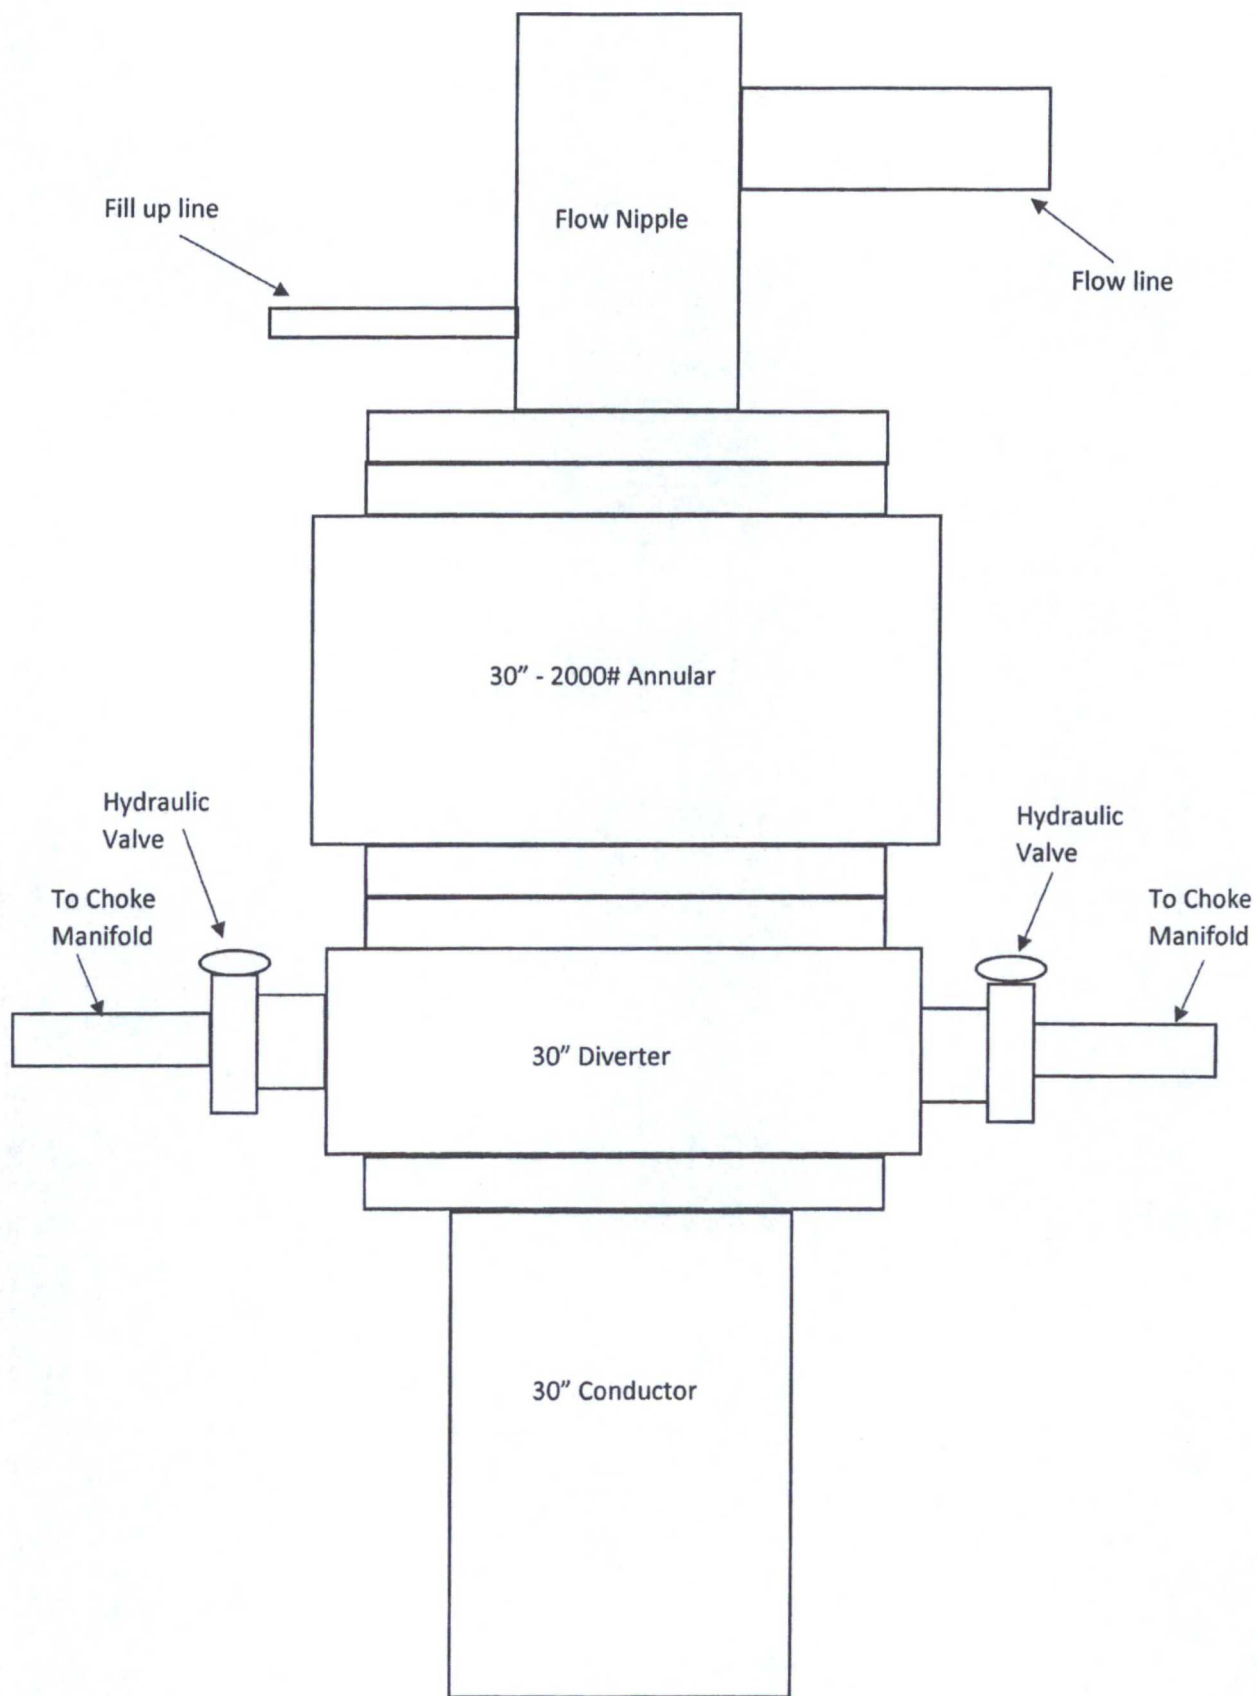 Fill up line
Flow Nipple
Flow line
30” - 2000# Annular
Hydraulic
Valve
Hydraulic
Valve
To Choke
Manifold
To Choke
Manifold
30” Diverter
30” Conductor